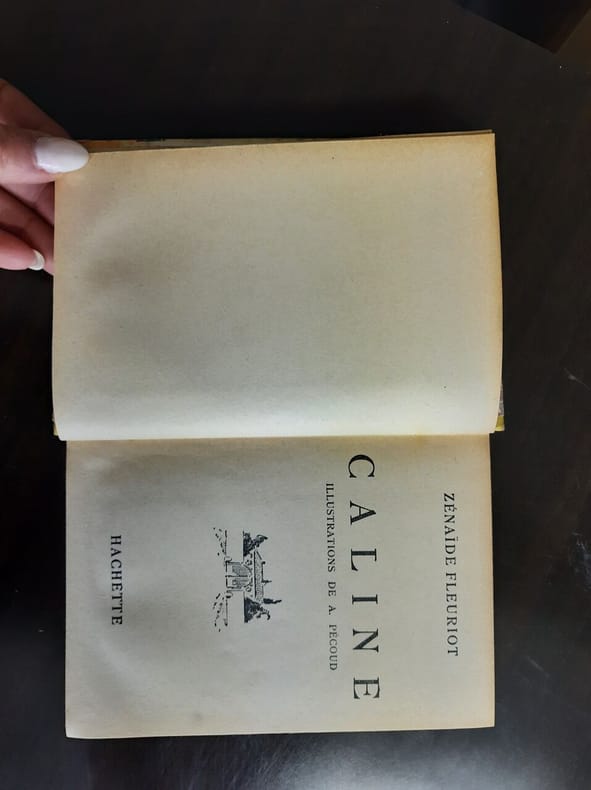 ZÉNAÏDE FLEURIOT
CALINE
ILLUSTRATIONS DE A. PÉCOUD
HACHETTE